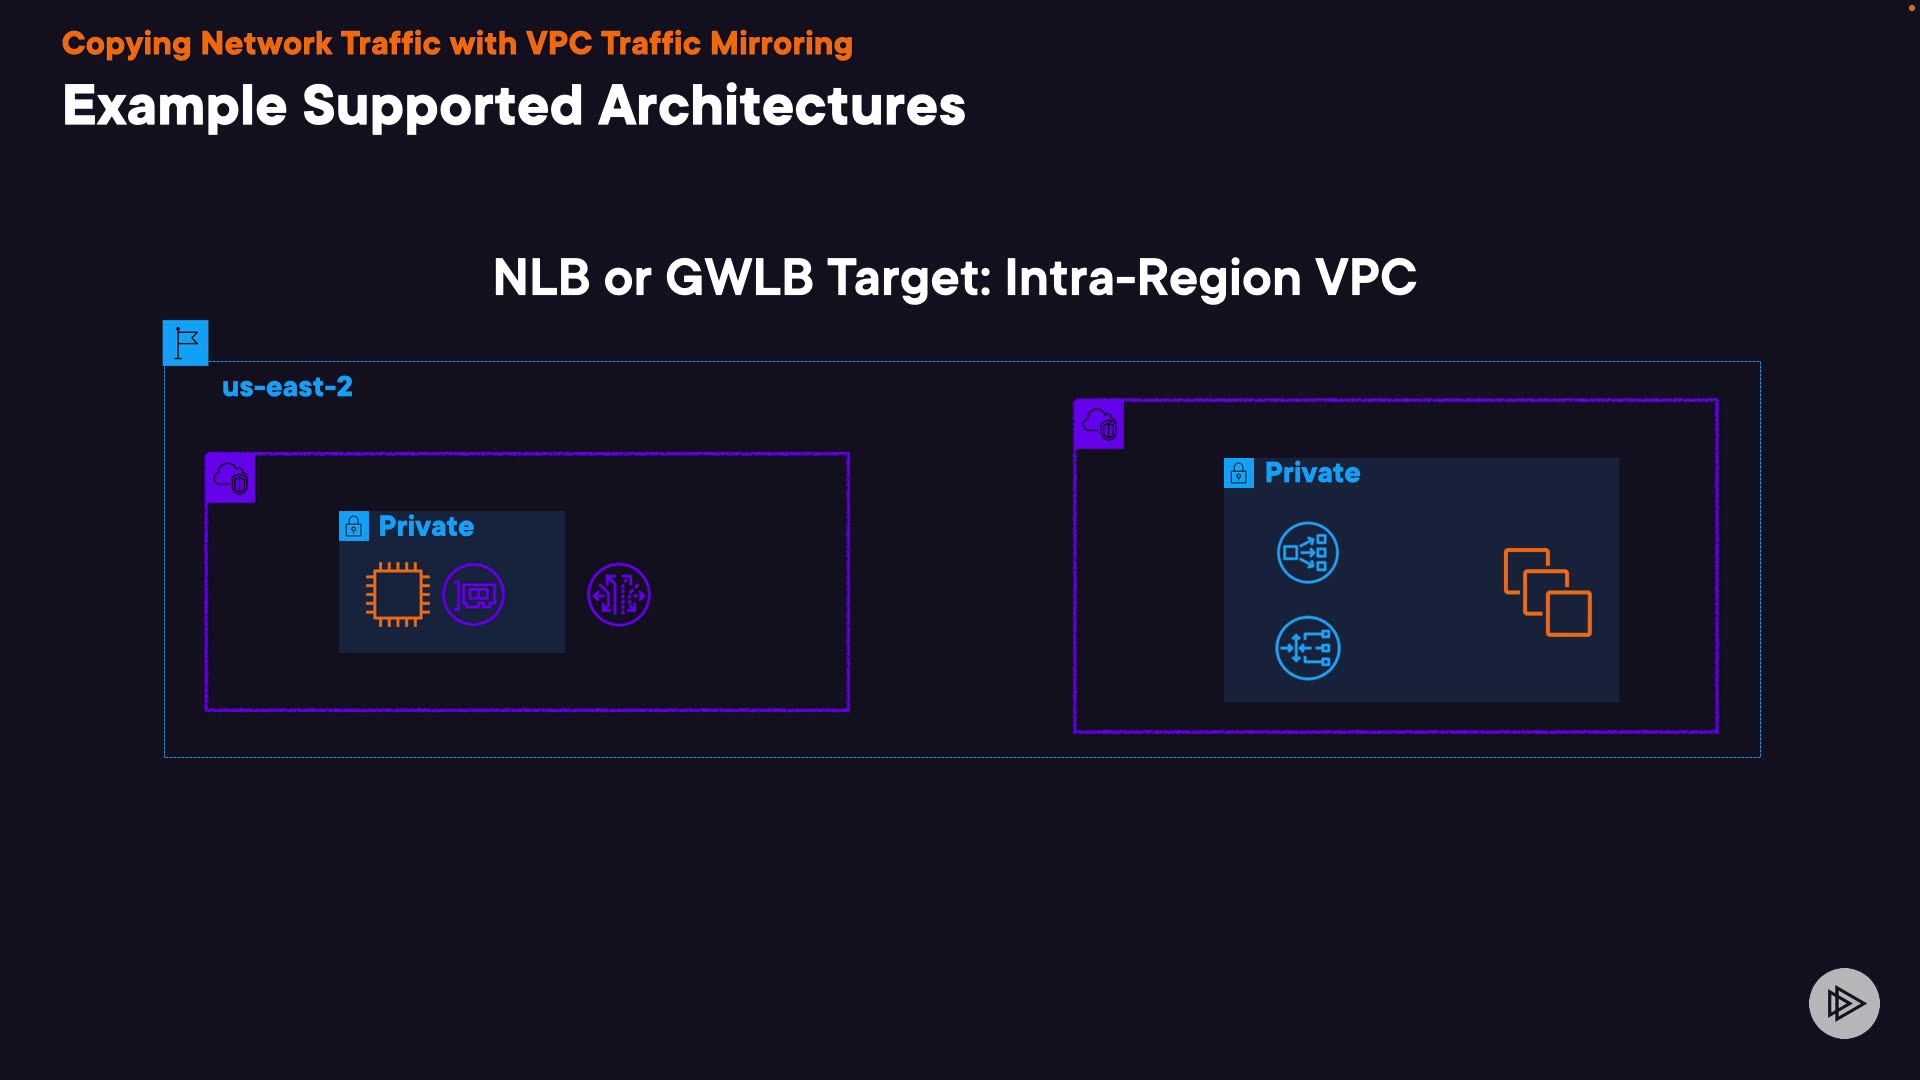 Copying Network Traffic with VPC Traffic Mirroring
Example Supported Architectures
NLB or GWLB Target: Intra-Region VPC
us-east-2
Private
Private